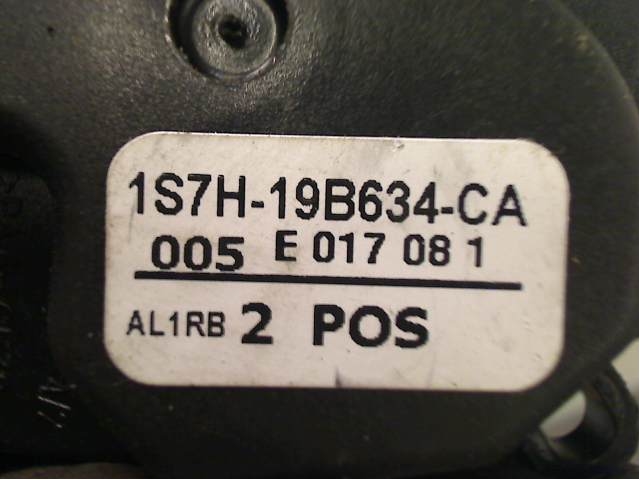 1S7H-19B634-CA
005 E 017 08 1
AL1RB 2 POS